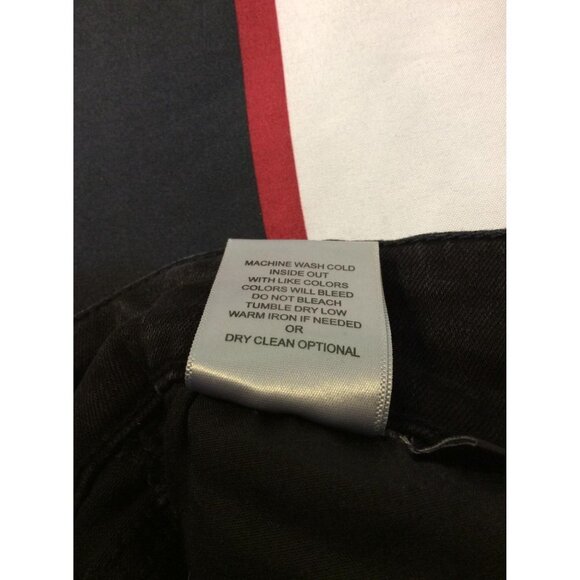 MACHINE WASH COLD
INSIDE OUT
WITH LIKE COLORS
COLORS WILL BLEED
DO NOT BLEACH
TUMBLE DRY LOW
WARM IRON IF NEEDED
OR
DRY CLEAN OPTIONAL